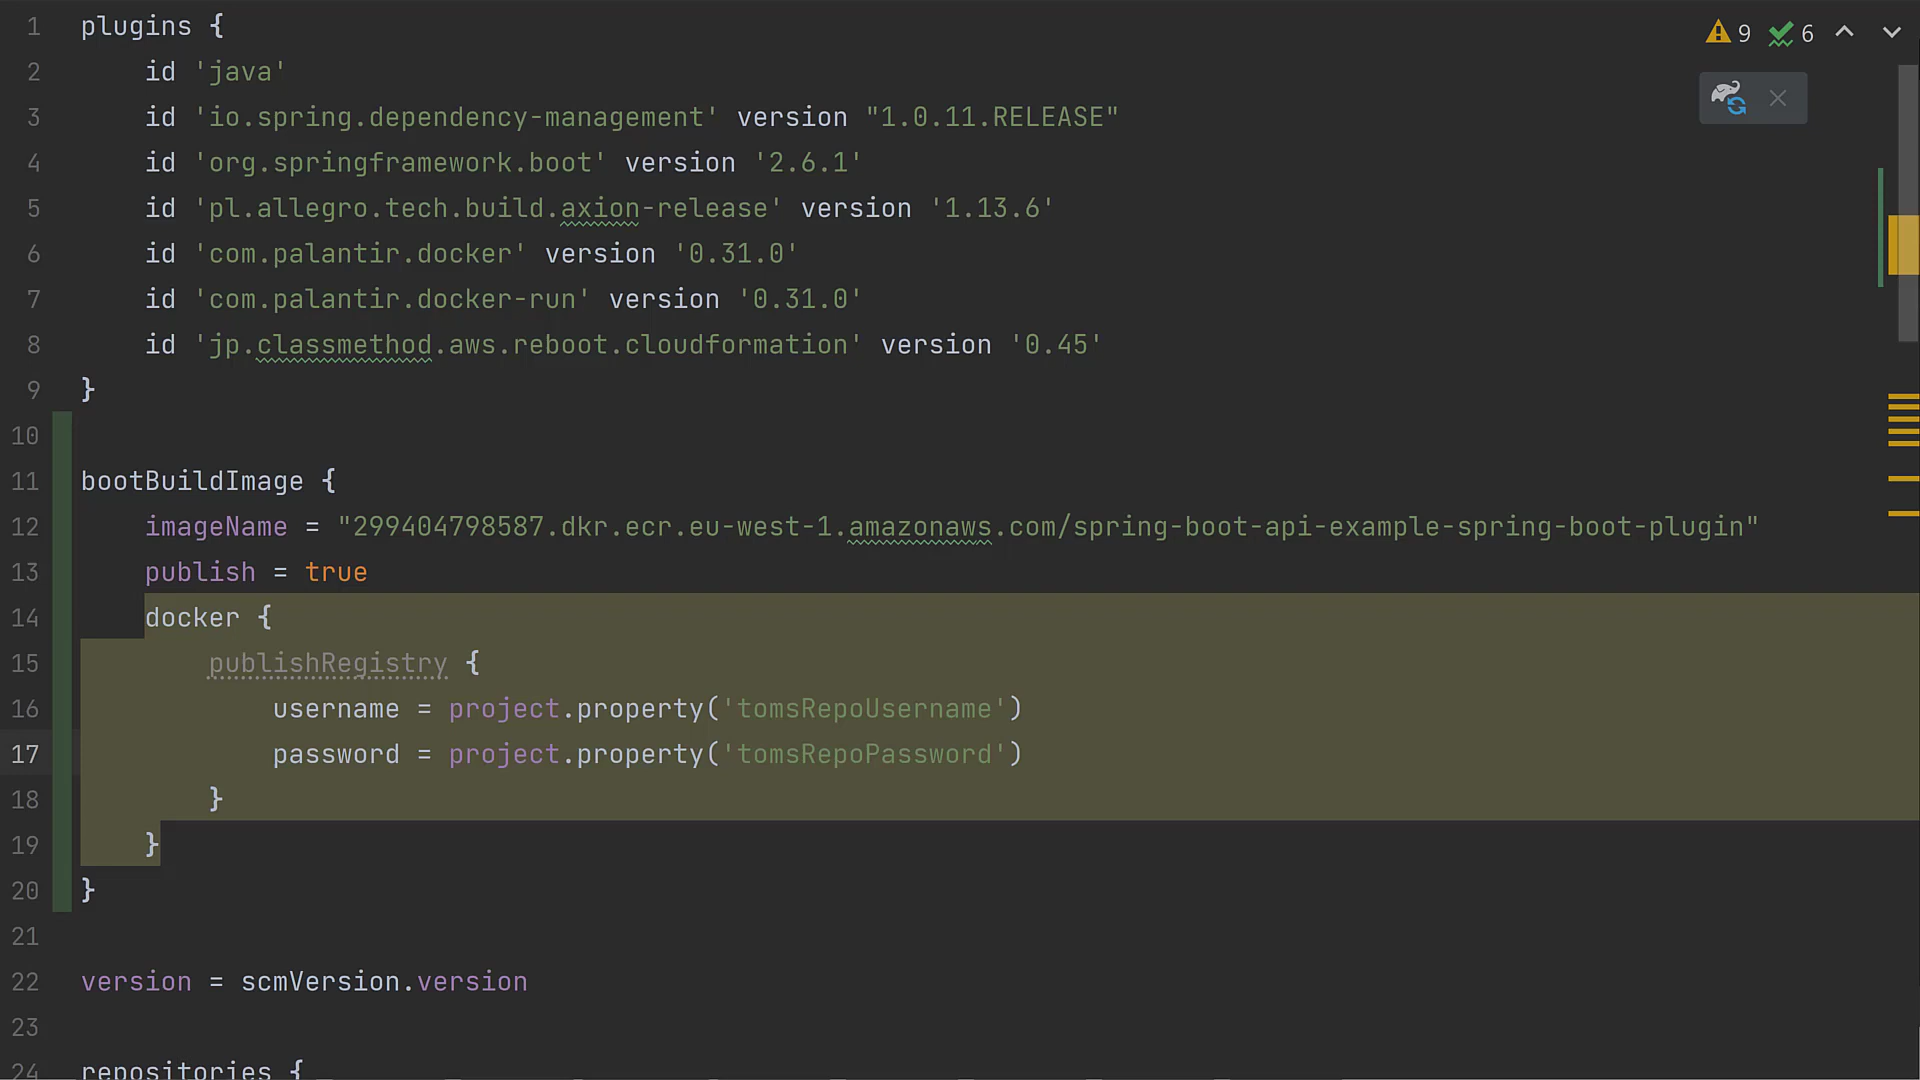 1 plugins {
2 id 'java'
3 id 'io.spring.dependency-management' version "1.0.11.RELEASE"
4 id 'org.springframework.boot' version '2.6.1'
5 id 'pl.allegro.tech.build.axion-release' version '1.13.6'
6 id 'com.palantir.docker' version '0.31.0'
7 id 'com.palantir.docker-run' version '0.31.0'
8 id 'jp.classmethod.aws.reboot.cloudformation' version '0.45'
9 }
10
11 bootBuildImage {
12 imageName = "299404798587.dkr.ecr.eu-west-1.amazonaws.com/spring-boot-api-example-spring-boot-plugin"
13 publish = true
14 docker {
15 publishRegistry {
16 username = project.property('tomsRepoUsername')
17 password = project.property('tomsRepoPassword')
18 }
19 }
20 }
21
22 version = scmVersion.version
23
24 repositories {
9 6